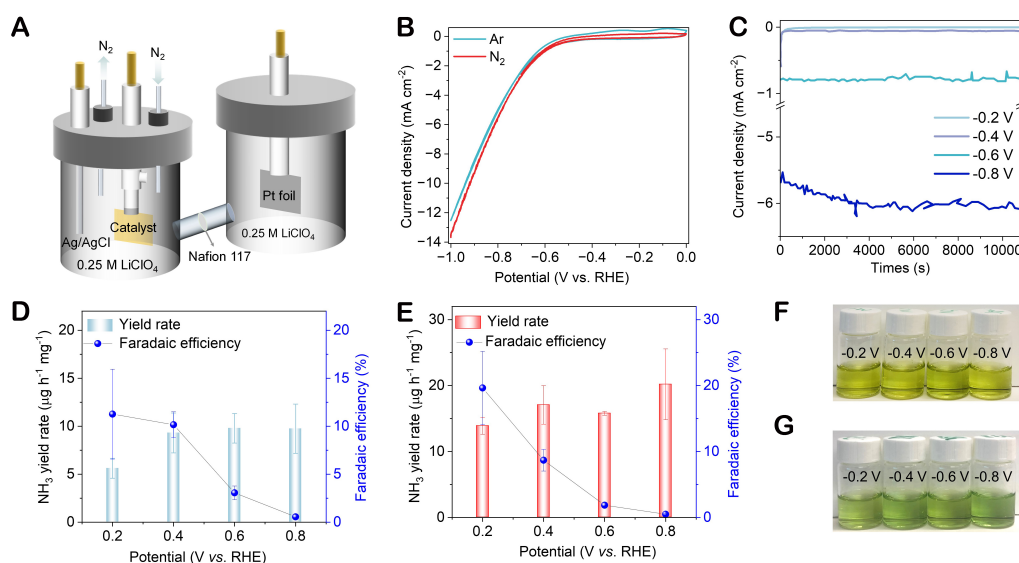 A
N₂
N₂
Pt foil
Catalyst
Ag/AgCl
0.25 M LiClO₄
Nafion 117
0.25 M LiClO₄
B
Ar
N₂
Current density (mA cm⁻²)
0
−2
−4
−6
−8
−10
−12
−14
−1.0
−0.8
−0.6
−0.4
−0.2
0.0
Potential (V vs. RHE)
C
Current density (mA cm⁻²)
0
−1
−5
−6
-0.2 V
-0.4 V
-0.6 V
-0.8 V
0
2000
4000
6000
8000
10000
Times (s)
D
Yield rate
Faradaic efficiency
NH₃ yield rate (μg h⁻¹ mg⁻¹)
20
15
10
5
0
Faradaic efficiency (%)
20
15
10
5
0
0.2
0.4
0.6
0.8
Potential (V vs. RHE)
E
Yield rate
Faradaic efficiency
NH₃ yield rate (μg h⁻¹ mg⁻¹)
30
20
10
0
Faradaic efficiency (%)
30
20
10
0
0.2
0.4
0.6
0.8
Potential (V vs. RHE)
F
-0.2 V
-0.4 V
-0.6 V
-0.8 V
G
-0.2 V
-0.4 V
-0.6 V
-0.8 V